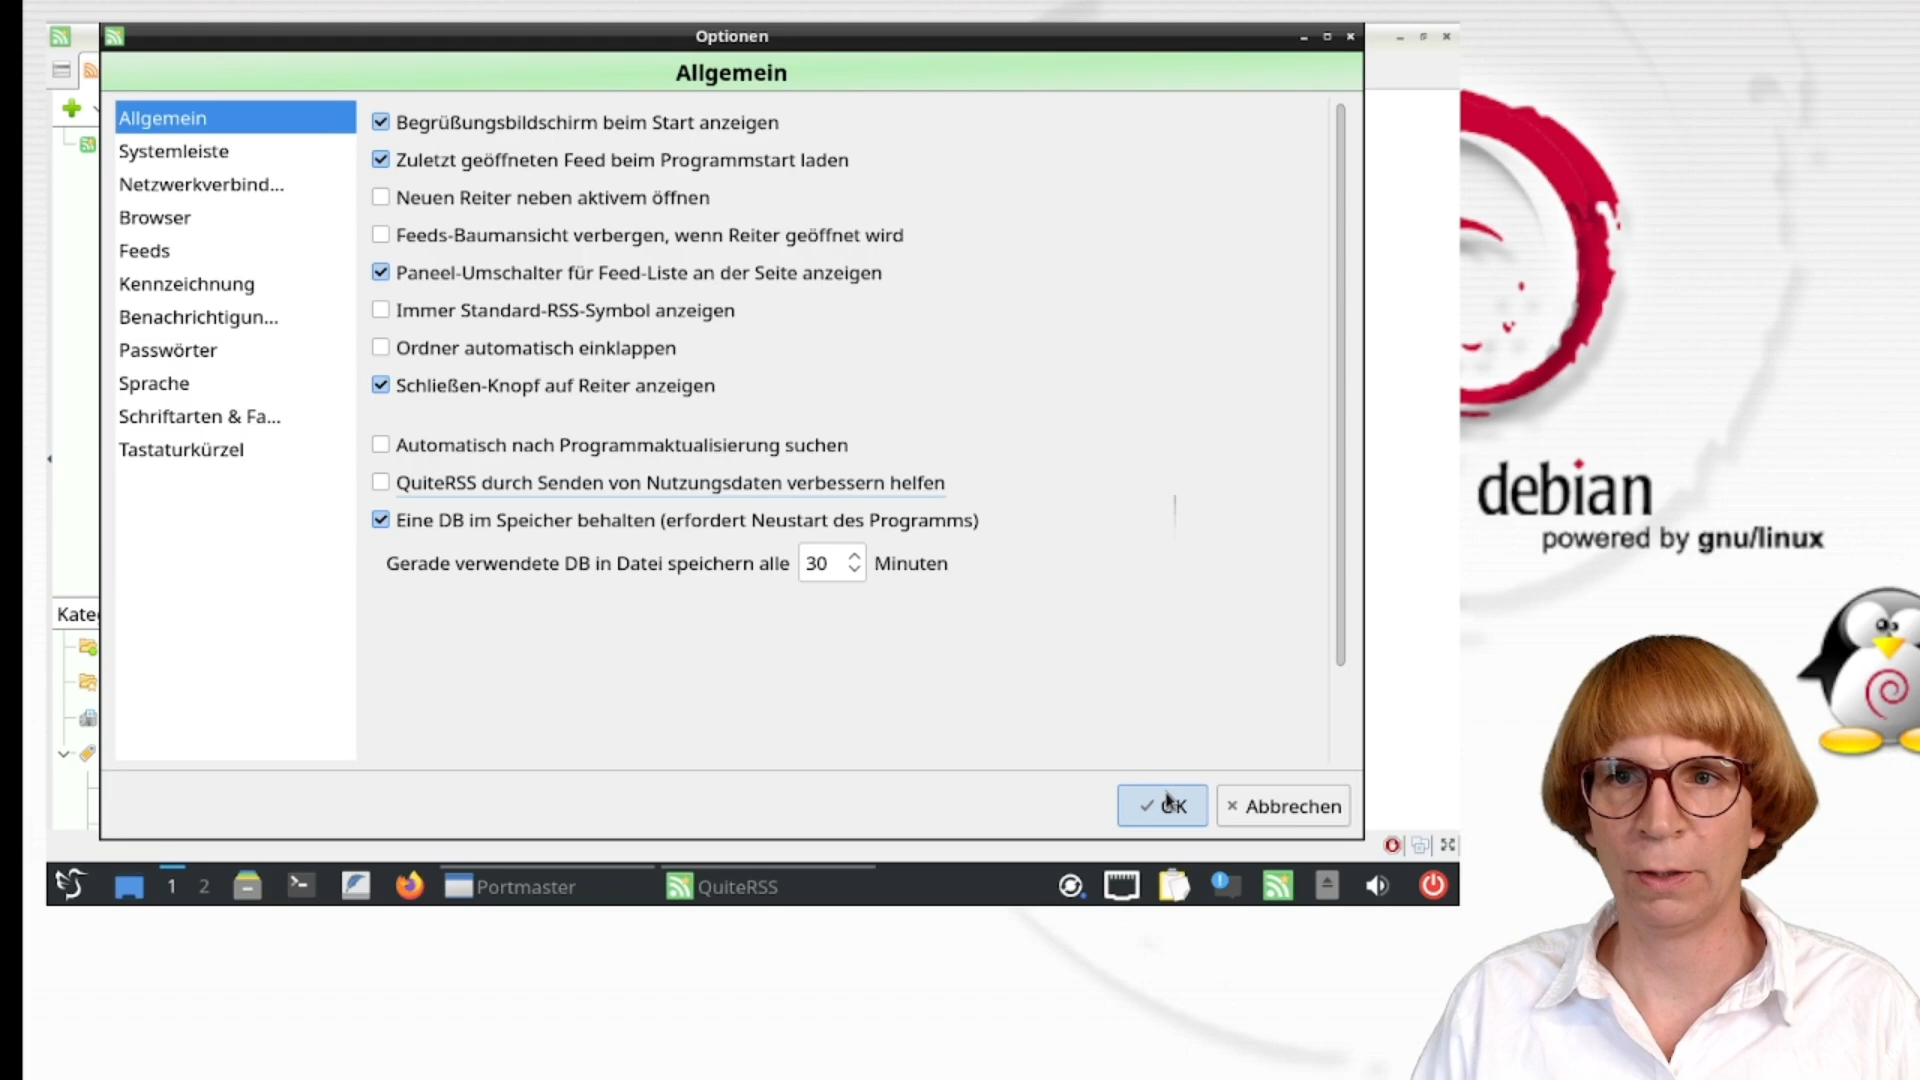 Optionen
Allgemein
Allgemein
Systemleiste
Netzwerkverbind...
Browser
Feeds
Kennzeichnung
Benachrichtigun...
Passwörter
Sprache
Schriftarten & Fa...
Tastaturkürzel
Begrüßungsbildschirm beim Start anzeigen
Zuletzt geöffneten Feed beim Programmstart laden
Neuen Reiter neben aktivem öffnen
Feeds-Baumansicht verbergen, wenn Reiter geöffnet wird
Paneel-Umschalter für Feed-Liste an der Seite anzeigen
Immer Standard-RSS-Symbol anzeigen
Ordner automatisch einklappen
Schließen-Knopf auf Reiter anzeigen
Automatisch nach Programmaktualisierung suchen
QuiteRSS durch Senden von Nutzungsdaten verbessern helfen
Eine DB im Speicher behalten (erfordert Neustart des Programms)
Gerade verwendete DB in Datei speichern alle 30 Minuten
OK
Abbrechen
Kate
1 2 Portmaster QuiteRSS
debian
powered by gnu/linux